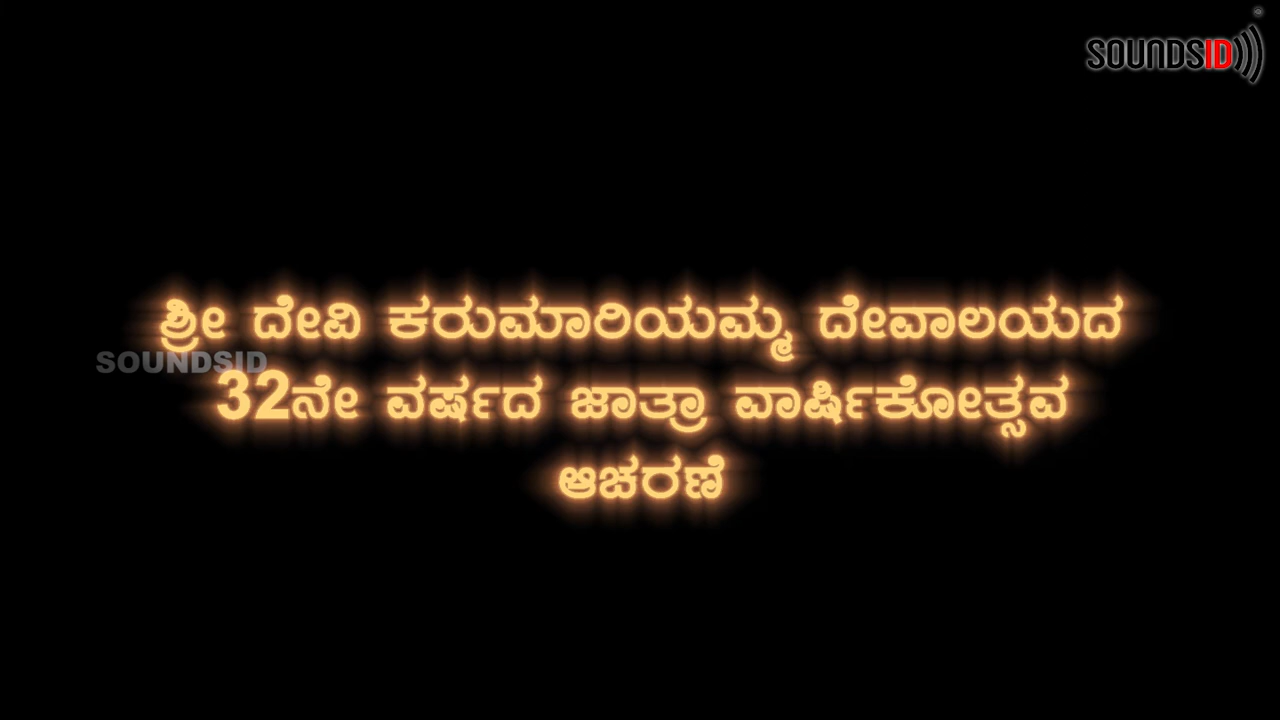 SOUNDSID
ಶ್ರೀ ದೇವಿ ಕರುಮಾರಿಯಮ್ಮ ದೇವಾಲಯದ
SOUNDSID
32ನೇ ವರ್ಷದ ಜಾತ್ರಾ ವಾರ್ಷಿಕೋತ್ಸವ
ಆಚರಣೆ